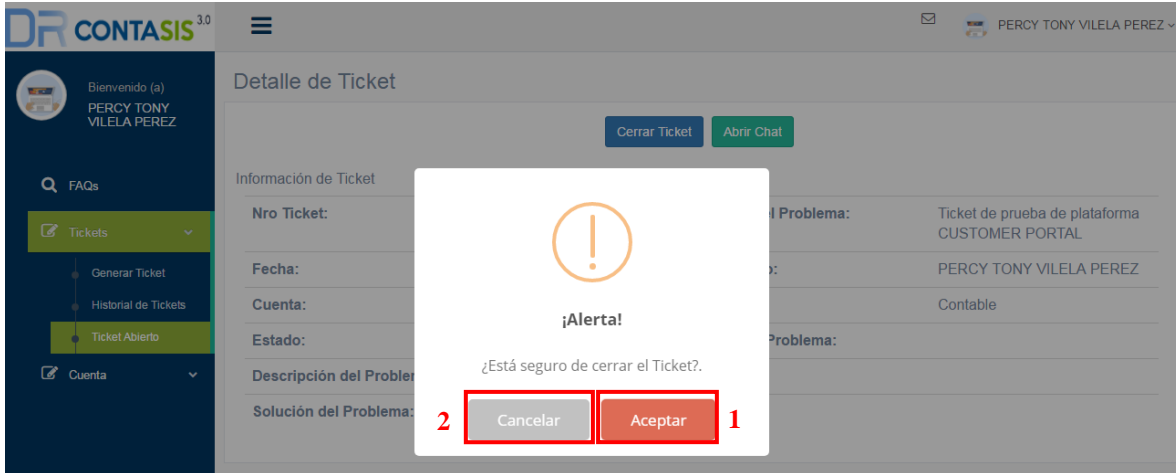 DR CONTASIS 3.0
PERCY TONY VILELA PEREZ
Bienvenido (a)
PERCY TONY
VILELA PEREZ
FAQs
Tickets
Generar Ticket
Historial de Tickets
Ticket Abierto
Cuenta
Detalle de Ticket
Cerrar Ticket Abrir Chat
Información de Ticket
Nro Ticket: l Problema: Ticket de prueba de plataforma
CUSTOMER PORTAL
Fecha: o: PERCY TONY VILELA PEREZ
Cuenta: Contable
Estado: Problema:
Descripción del Probler
Solución del Problema:
!
¡Alerta!
¿Está seguro de cerrar el Ticket?.
2 Cancelar Aceptar 1